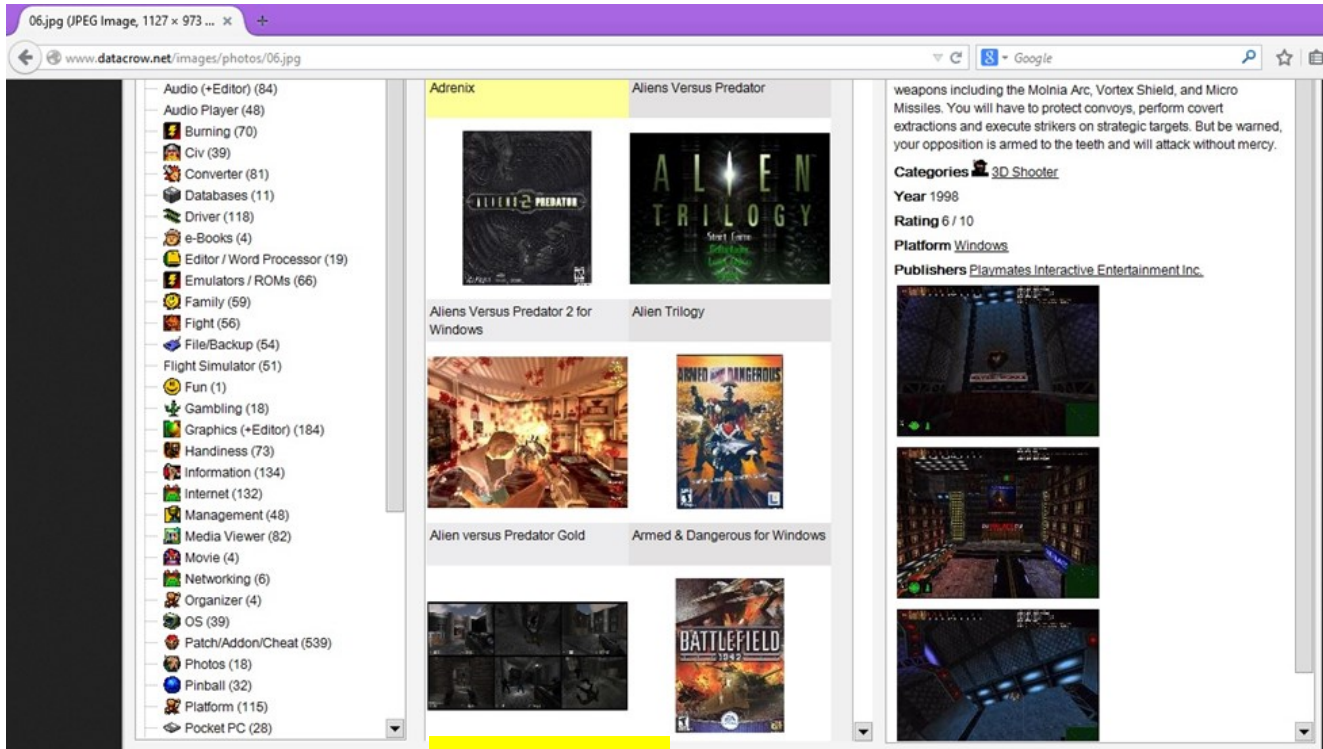 06.jpg (JPEG Image, 1127 × 973 ...
www.datacrow.net/images/photos/06.jpg
Google
Audio (+Editor) (84)
Audio Player (48)
Burning (70)
Civ (39)
Converter (81)
Databases (11)
Driver (118)
e-Books (4)
Editor / Word Processor (19)
Emulators / ROMs (66)
Family (59)
Fight (56)
File/Backup (54)
Flight Simulator (51)
Fun (1)
Gambling (18)
Graphics (+Editor) (184)
Handiness (73)
Information (134)
Internet (132)
Management (48)
Media Viewer (82)
Movie (4)
Networking (6)
Organizer (4)
OS (39)
Patch/Addon/Cheat (539)
Photos (18)
Pinball (32)
Platform (115)
Pocket PC (28)
Adrenix
Aliens Versus Predator
ALIENS 2 PREDATOR
ALIEN
TRILOGY
Start Game
Aliens Versus Predator 2 for
Windows
Alien Trilogy
ARMED AND DANGEROUS
Alien versus Predator Gold
Armed & Dangerous for Windows
BATTLEFIELD
1942
weapons including the Molnia Arc, Vortex Shield, and Micro
Missiles. You will have to protect convoys, perform covert
extractions and execute strikers on strategic targets. But be warned,
your opposition is armed to the teeth and will attack without mercy.
Categories 3D Shooter
Year 1998
Rating 6 / 10
Platform Windows
Publishers Playmates Interactive Entertainment Inc.